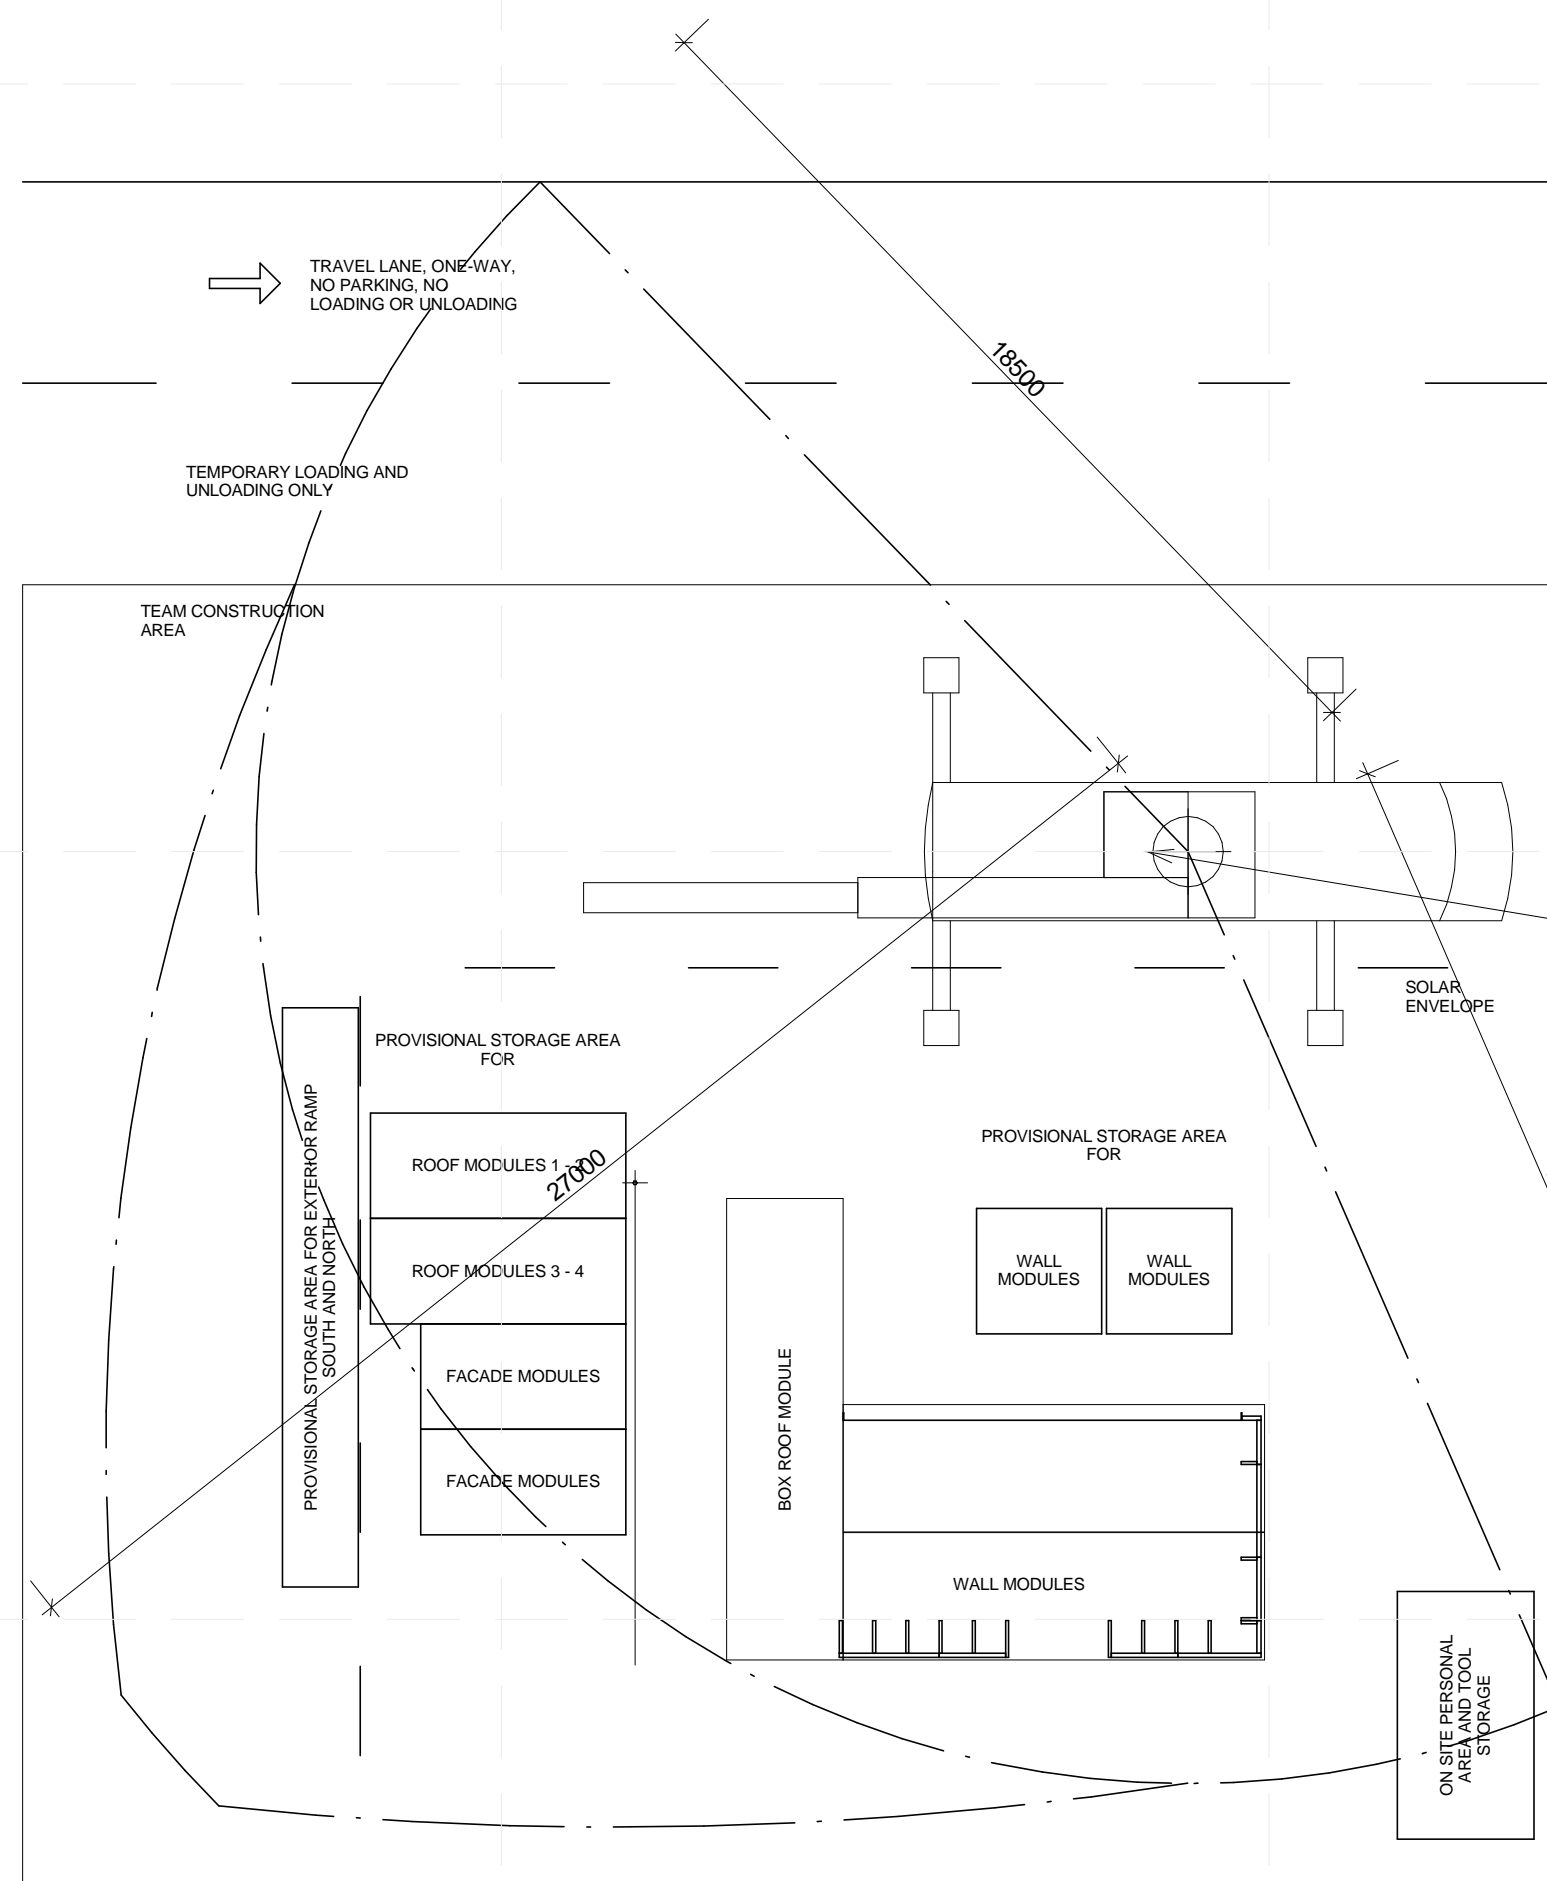 TRAVEL LANE, ONE-WAY,
NO PARKING, NO
LOADING OR UNLOADING
18500
TEMPORARY LOADING AND
UNLOADING ONLY
TEAM CONSTRUCTION
AREA
SOLAR
ENVELOPE
PROVISIONAL STORAGE AREA
FOR
PROVISIONAL STORAGE AREA FOR EXTERIOR RAMP
SOUTH AND NORTH
ROOF MODULES 1 -
27000
ROOF MODULES 3 - 4
FACADE MODULES
FACADE MODULES
PROVISIONAL STORAGE AREA
FOR
WALL
MODULES
WALL
MODULES
BOX ROOF MODULE
WALL MODULES
ON SITE PERSONAL
AREA AND TOOL
STORAGE